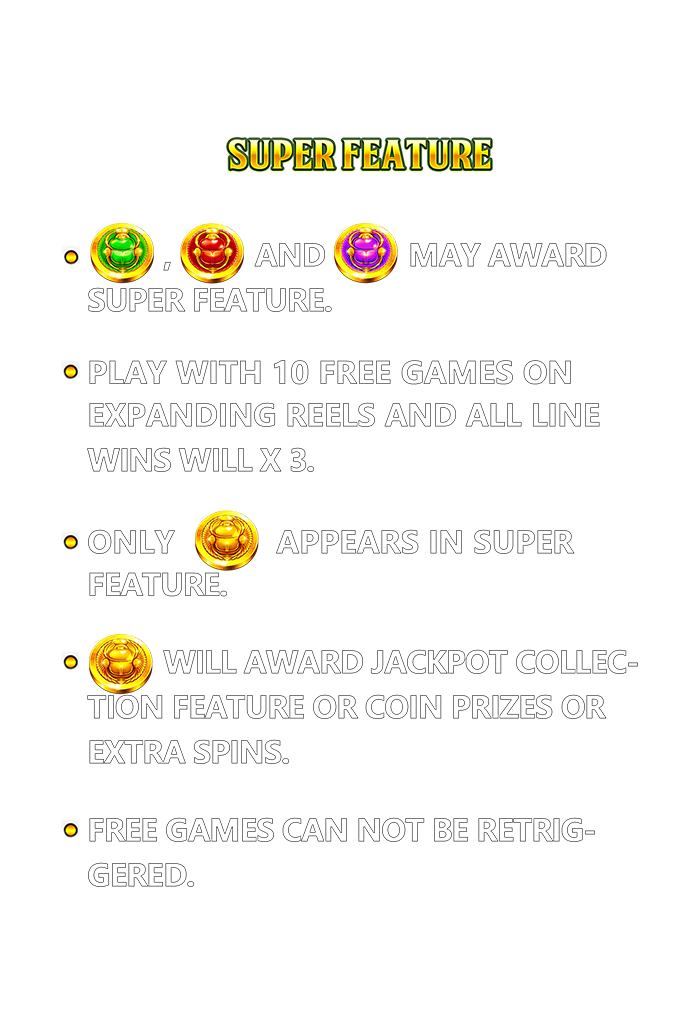 SUPER FEATURE
, AND MAY AWARD
SUPER FEATURE.
PLAY WITH 10 FREE GAMES ON
EXPANDING REELS AND ALL LINE
WINS WILL X 3.
ONLY APPEARS IN SUPER
FEATURE.
WILL AWARD JACKPOT COLLEC-
TION FEATURE OR COIN PRIZES OR
EXTRA SPINS.
FREE GAMES CAN NOT BE RETRIG-
GERED.